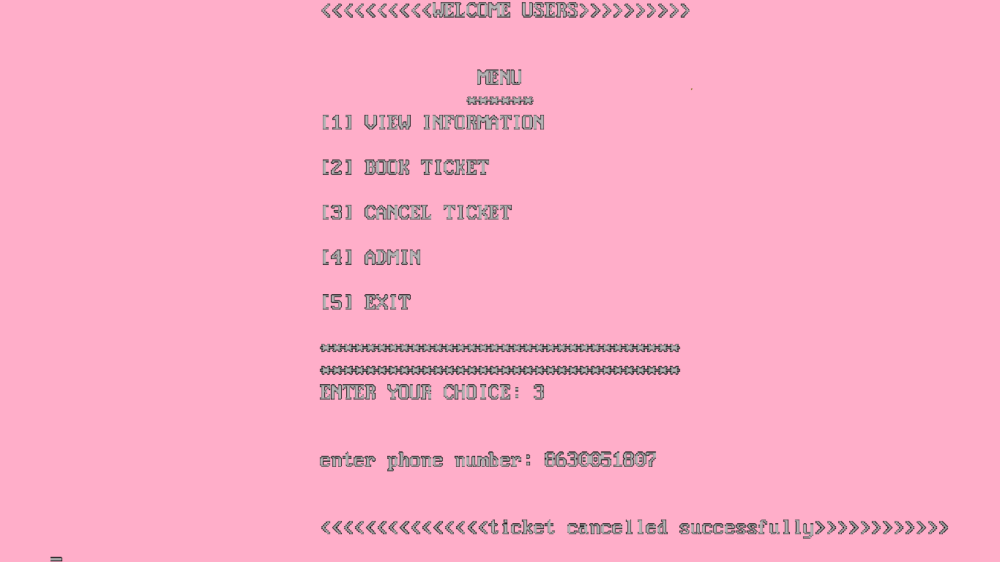 <<<<<<<<<<WELCOME USERS>>>>>>>>>>
MENU
******
[1] VIEW INFORMATION
[2] BOOK TICKET
[3] CANCEL TICKET
[4] ADMIN
[5] EXIT
********************************
********************************
ENTER YOUR CHOICE: 3
enter phone number: 8630051807
<<<<<<<<<<<<<<<ticket cancelled successfully>>>>>>>>>>>>